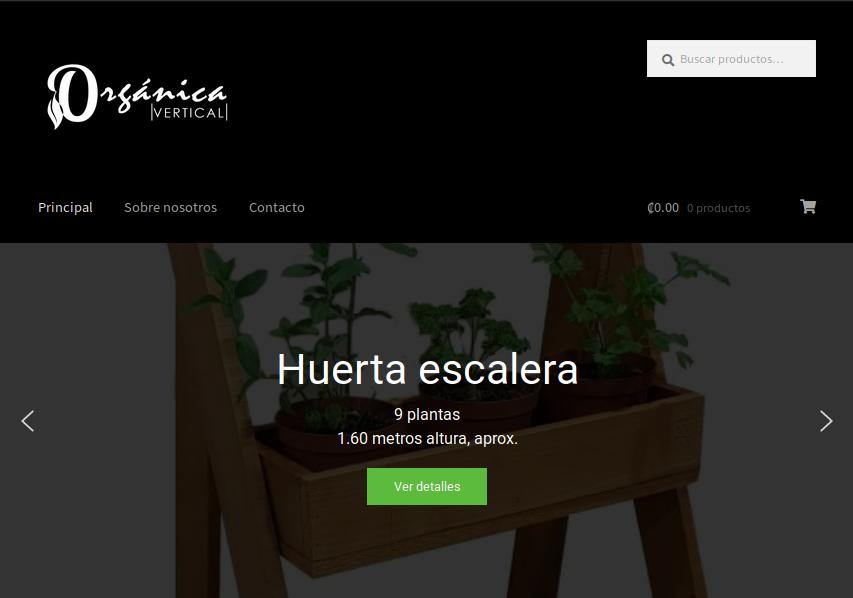 Orgánica
|VERTICAL|
Buscar productos…
Principal
Sobre nosotros
Contacto
₡0.00 0 productos
Huerta escalera
9 plantas
1.60 metros altura, aprox.
Ver detalles